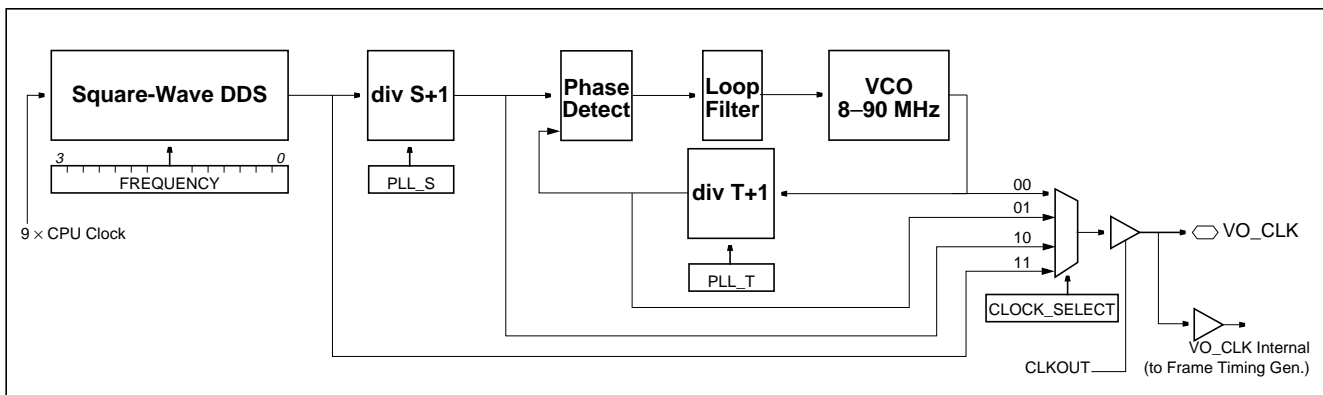 Square-Wave DDS
div S+1
Phase
Detect
Loop
Filter
VCO
8–90 MHz
3
0
FREQUENCY
PLL_S
div T+1
00
01
10
11
9 × CPU Clock
VO_CLK
PLL_T
CLOCK_SELECT
VO_CLK Internal
(to Frame Timing Gen.)
CLKOUT